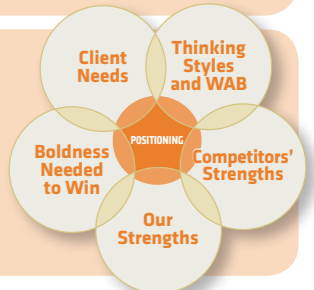 Client
Needs
Thinking
Styles
and WAB
POSITIONING
Boldness
Needed
to Win
Competitors'
Strengths
Our
Strengths